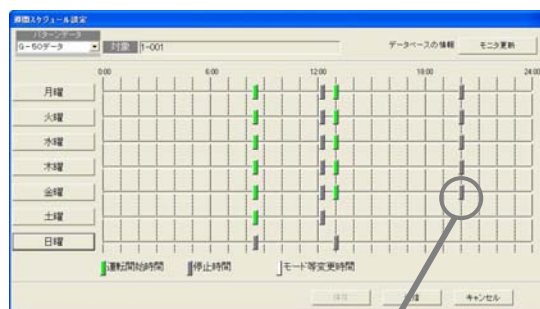 週間スケジュール設定
パターンデータ
G-50データ 対象 1-001 データベースの情報 モニタ更新
0:00 6:00 12:00 18:00 24:00
月曜
火曜
水曜
木曜
金曜
土曜
日曜
運転開始時間 停止時間 モード等変更時間
キャンセル